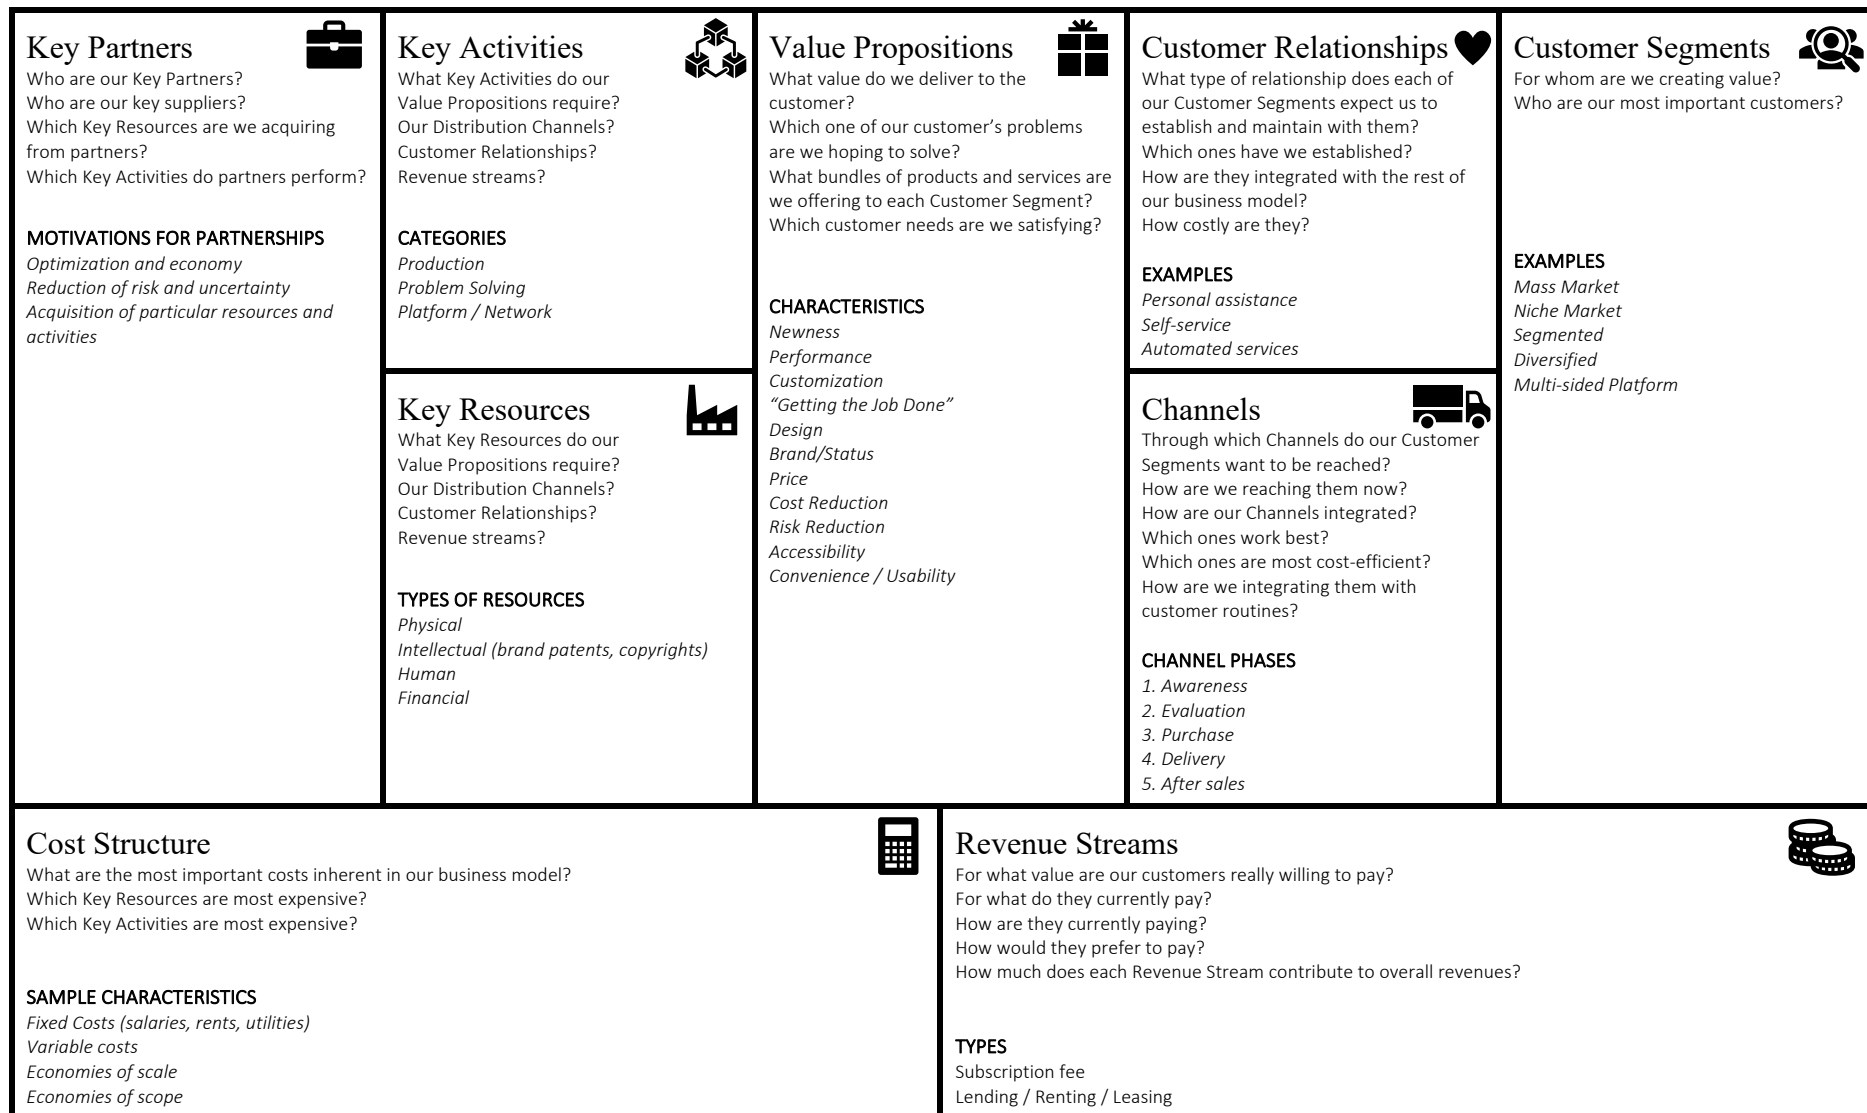 Key Partners
Who are our Key Partners?
Who are our key suppliers?
Which Key Resources are we acquiring
from partners?
Which Key Activities do partners perform?
MOTIVATIONS FOR PARTNERSHIPS
Optimization and economy
Reduction of risk and uncertainty
Acquisition of particular resources and
activities
Key Activities
What Key Activities do our
Value Propositions require?
Our Distribution Channels?
Customer Relationships?
Revenue streams?
CATEGORIES
Production
Problem Solving
Platform / Network
Key Resources
What Key Resources do our
Value Propositions require?
Our Distribution Channels?
Customer Relationships?
Revenue streams?
TYPES OF RESOURCES
Physical
Intellectual (brand patents, copyrights)
Human
Financial
Value Propositions
What value do we deliver to the
customer?
Which one of our customer’s problems
are we hoping to solve?
What bundles of products and services are
we offering to each Customer Segment?
Which customer needs are we satisfying?
CHARACTERISTICS
Newness
Performance
Customization
“Getting the Job Done”
Design
Brand/Status
Price
Cost Reduction
Risk Reduction
Accessibility
Convenience / Usability
Customer Relationships
What type of relationship does each of
our Customer Segments expect us to
establish and maintain with them?
Which ones have we established?
How are they integrated with the rest of
our business model?
How costly are they?
EXAMPLES
Personal assistance
Self-service
Automated services
Channels
Through which Channels do our Customer
Segments want to be reached?
How are we reaching them now?
How are our Channels integrated?
Which ones work best?
Which ones are most cost-efficient?
How are we integrating them with
customer routines?
CHANNEL PHASES
1. Awareness
2. Evaluation
3. Purchase
4. Delivery
5. After sales
Customer Segments
For whom are we creating value?
Who are our most important customers?
EXAMPLES
Mass Market
Niche Market
Segmented
Diversified
Multi-sided Platform
Cost Structure
What are the most important costs inherent in our business model?
Which Key Resources are most expensive?
Which Key Activities are most expensive?
SAMPLE CHARACTERISTICS
Fixed Costs (salaries, rents, utilities)
Variable costs
Economies of scale
Economies of scope
Revenue Streams
For what value are our customers really willing to pay?
For what do they currently pay?
How are they currently paying?
How would they prefer to pay?
How much does each Revenue Stream contribute to overall revenues?
TYPES
Subscription fee
Lending / Renting / Leasing